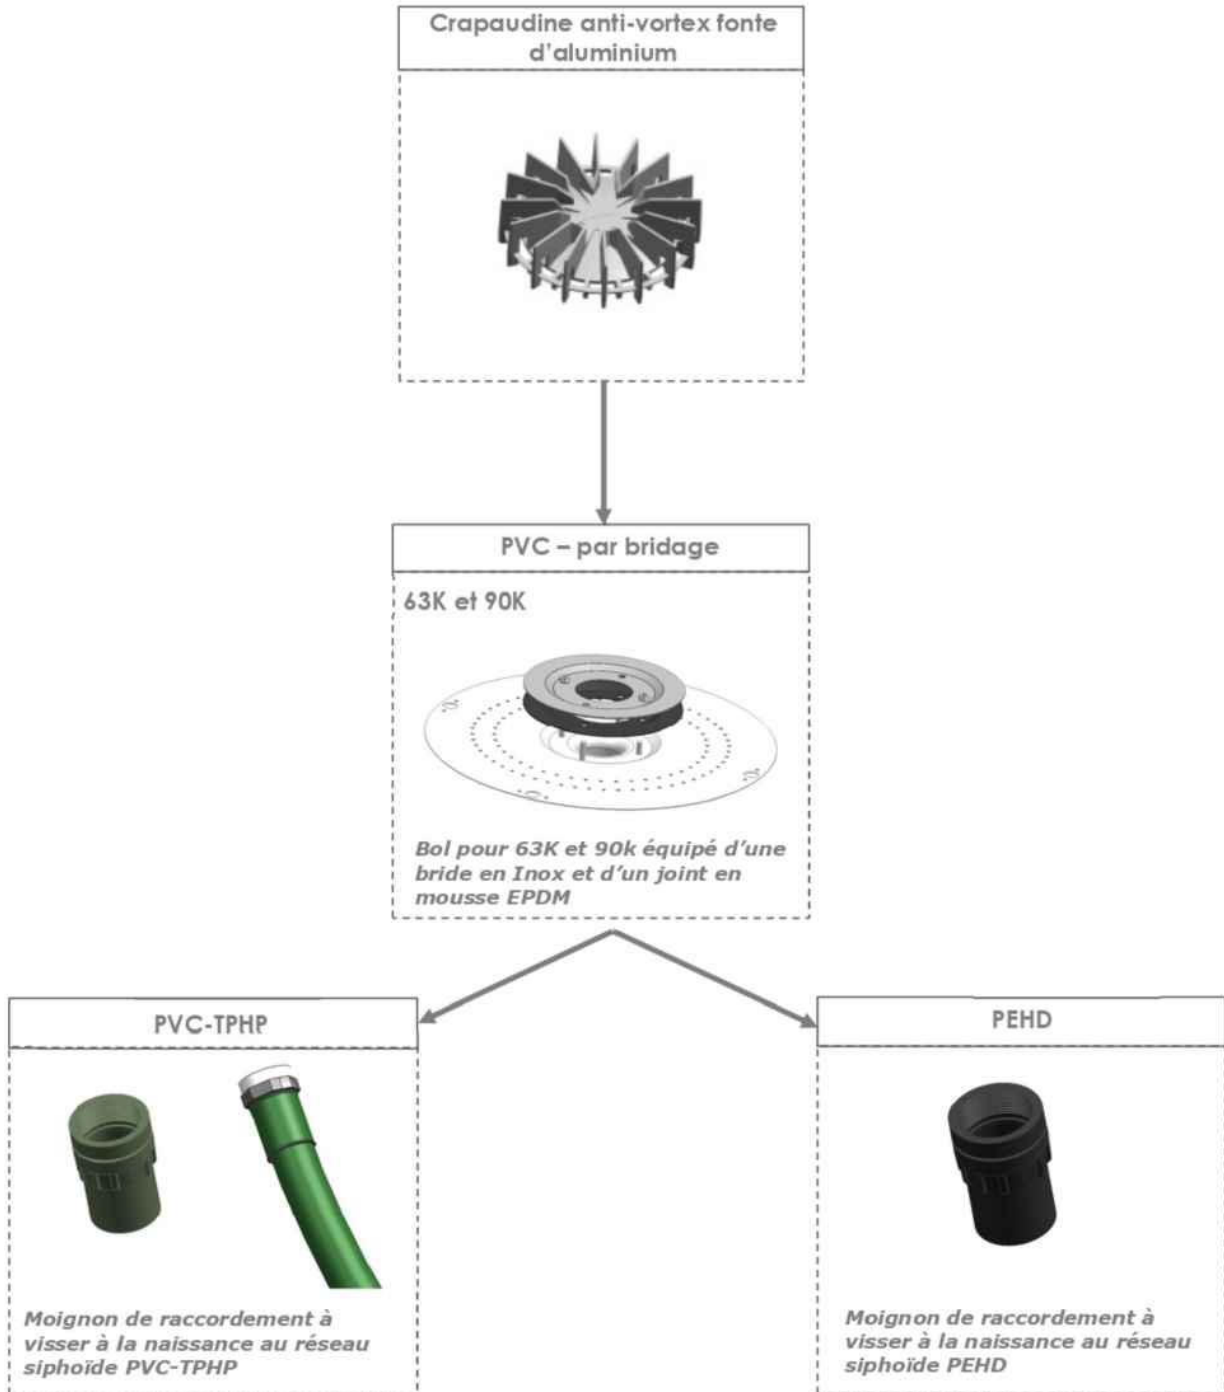 Crapaudine anti-vortex fonte
d'aluminium
PVC – par bridage
63K et 90K
Bol pour 63K et 90k équipé d'une
bride en Inox et d'un joint en
mousse EPDM
PVC-TPHP
Moignon de raccordement à
visser à la naissance au réseau
siphoïde PVC-TPHP
PEHD
Moignon de raccordement à
visser à la naissance au réseau
siphoïde PEHD